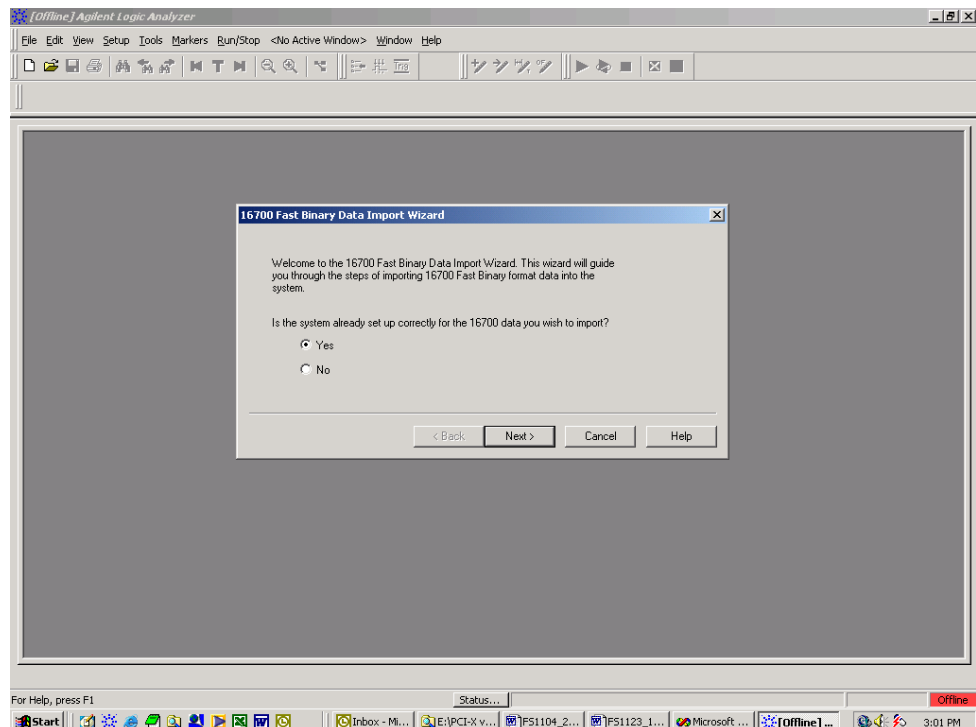 [Offline] Agilent Logic Analyzer
File Edit View Setup Tools Markers Run/Stop <No Active Window> Window Help
T Trig
16700 Fast Binary Data Import Wizard
Welcome to the 16700 Fast Binary Data Import Wizard. This wizard will guide
you through the steps of importing 16700 Fast Binary format data into the
system.
Is the system already set up correctly for the 16700 data you wish to import?
Yes
No
< Back Next > Cancel Help
For Help, press F1 Status... Offline
Start Inbox - Mi... E:\PCI-X v... FS1104_2... FS1123_1... Microsoft ... [Offline] ... 3:01 PM